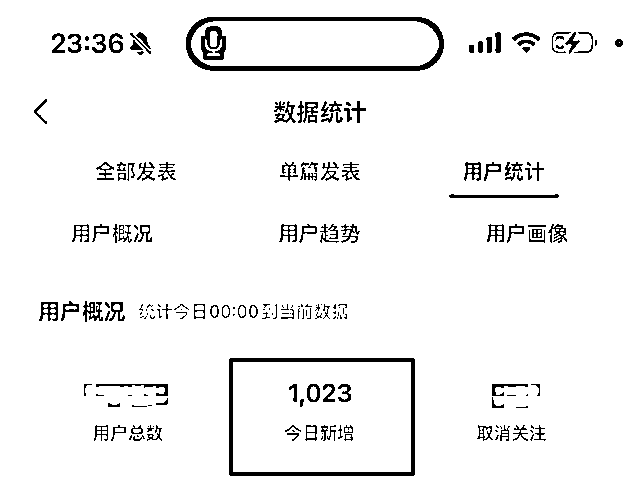 23:36
数据统计
全部发表 单篇发表 用户统计
用户概况 用户趋势 用户画像
用户概况 统计今日00:00到当前数据
1,023
用户总数 今日新增 取消关注